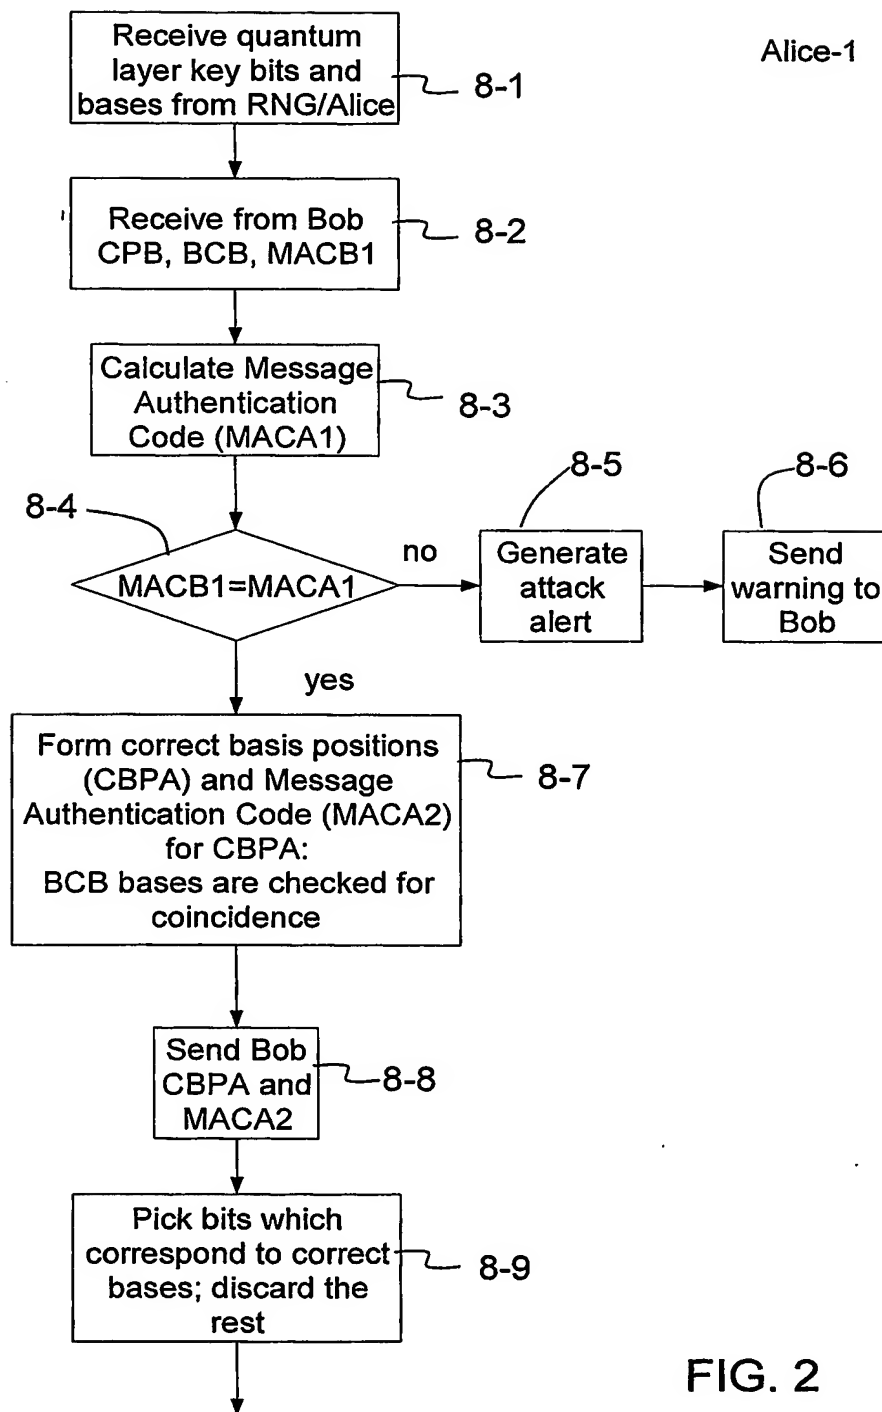 Alice-1
Receive quantum
layer key bits and
bases from RNG/Alice
8-1
Receive from Bob
CPB, BCB, MACB1
8-2
Calculate Message
Authentication
Code (MACA1)
8-3
8-4
MACB1=MACA1
no
8-5
Generate
attack
alert
8-6
Send
warning to
Bob
yes
Form correct basis positions
(CBPA) and Message
Authentication Code (MACA2)
for CBPA:
BCB bases are checked for
coincidence
8-7
Send Bob
CBPA and
MACA2
8-8
Pick bits which
correspond to correct
bases; discard the
rest
8-9
FIG. 2